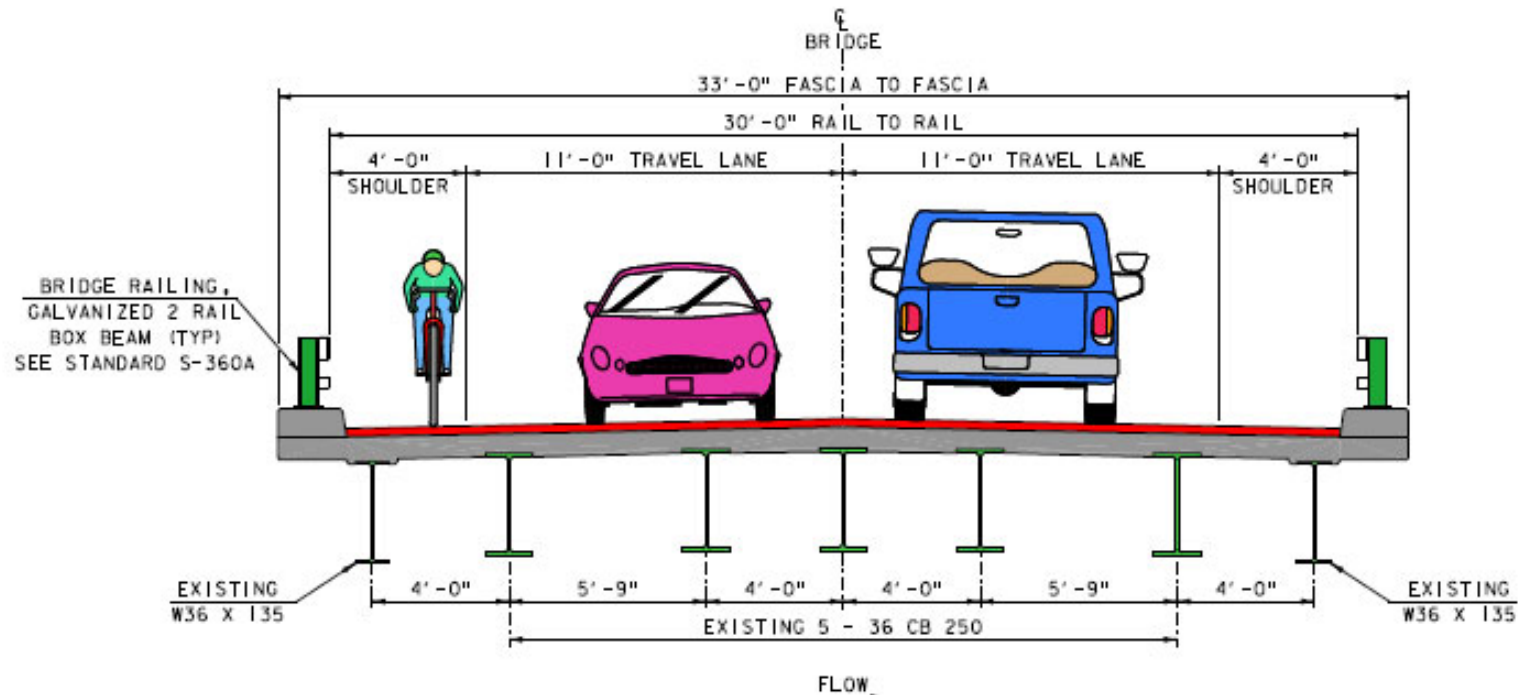 ℄
BRIDGE
33'-0" FASCIA TO FASCIA
30'-0" RAIL TO RAIL
4'-0" 11'-0" TRAVEL LANE 11'-0" TRAVEL LANE 4'-0"
SHOULDER SHOULDER
BRIDGE RAILING,
GALVANIZED 2 RAIL
BOX BEAM (TYP)
SEE STANDARD S-360A
EXISTING
W36 X 135
4'-0" 5'-9" 4'-0" 4'-0" 5'-9" 4'-0"
EXISTING
W36 X 135
EXISTING 5 - 36 CB 250
FLOW